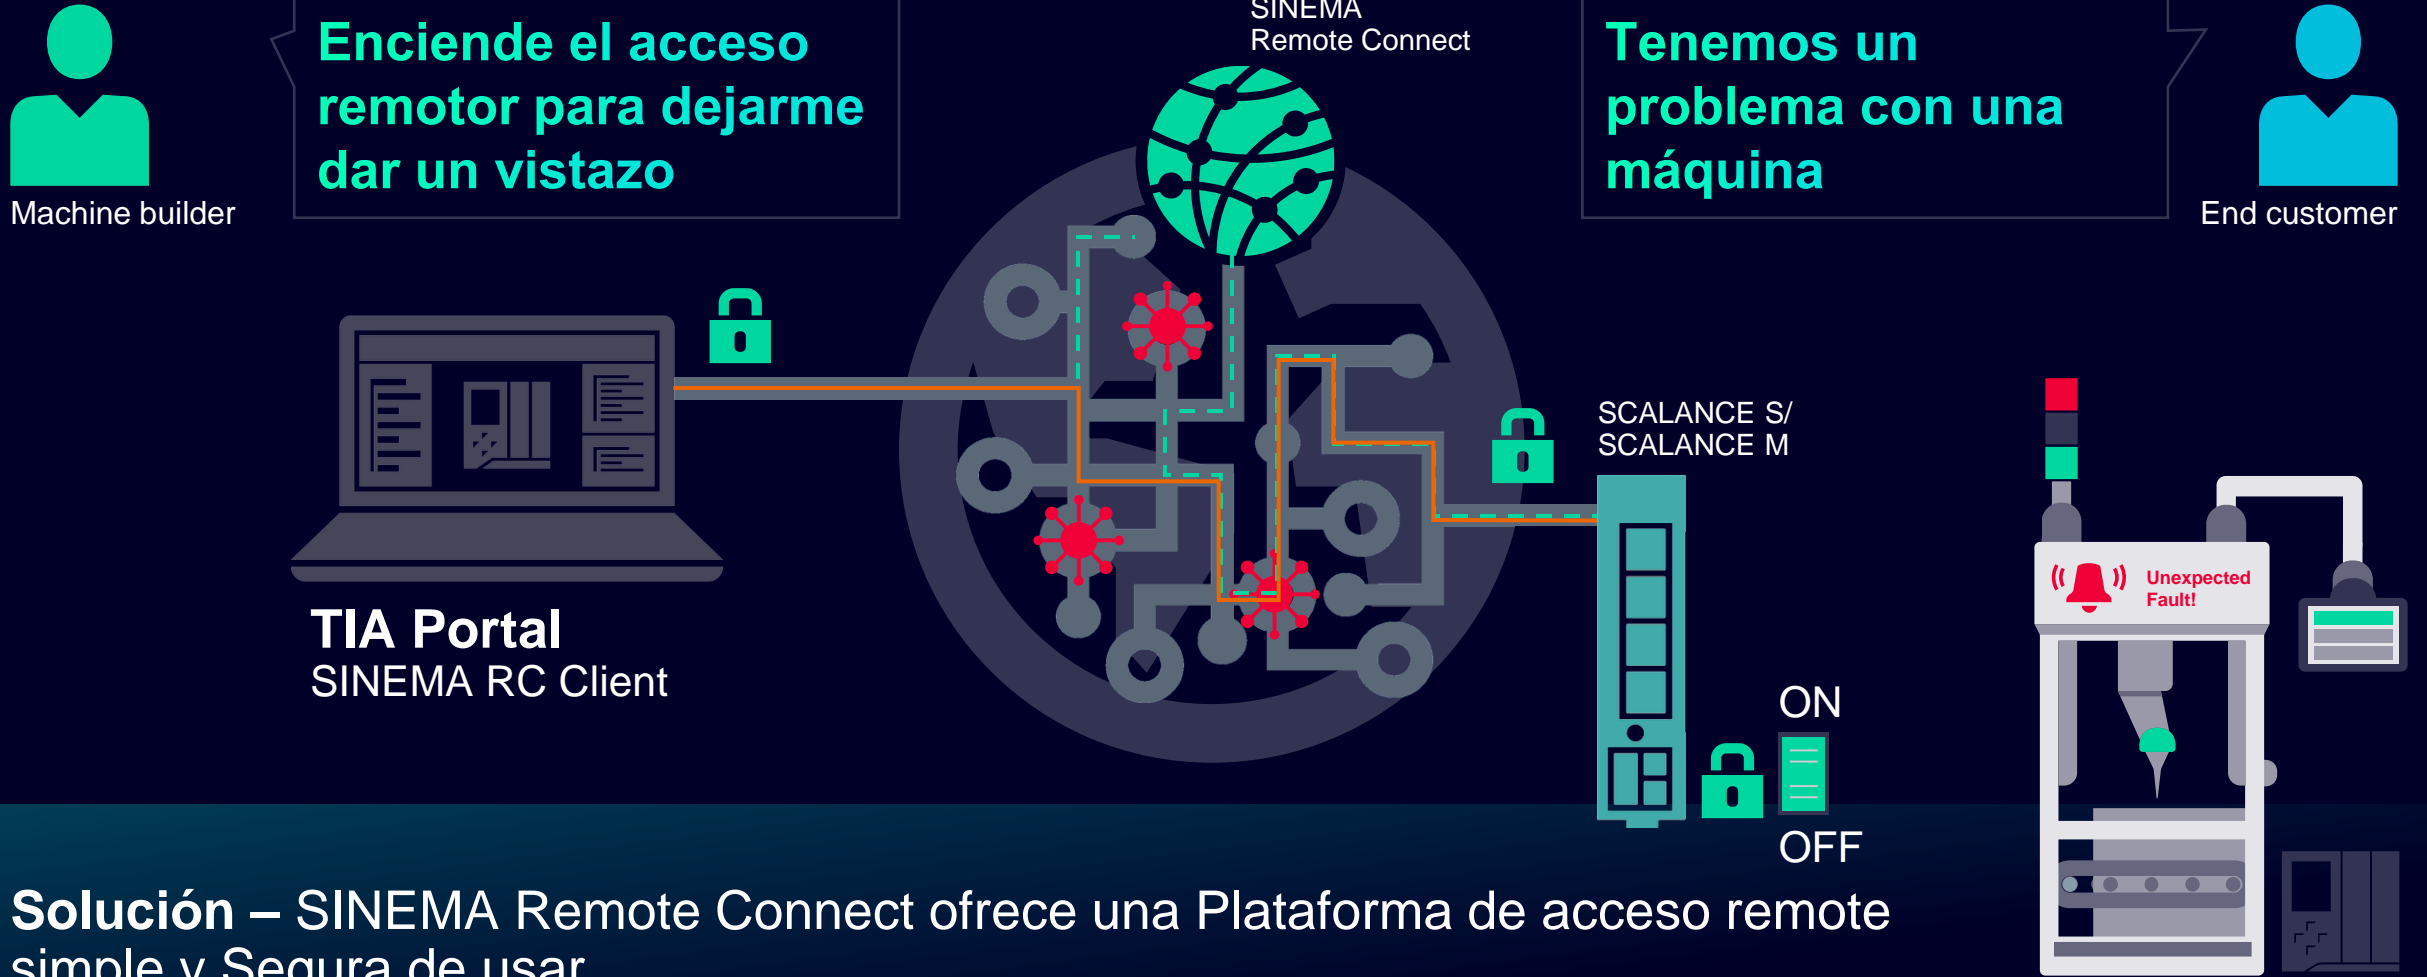 SINEMA
Remote Connect
Enciende el acceso
remotor para dejarme
dar un vistazo
Tenemos un
problema con una
máquina
Machine builder
End customer
SCALANCE S/
SCALANCE M
Unexpected
Fault!
TIA Portal
SINEMA RC Client
ON
OFF
Solución – SINEMA Remote Connect ofrece una Plataforma de acceso remote
simple y Segura de usar